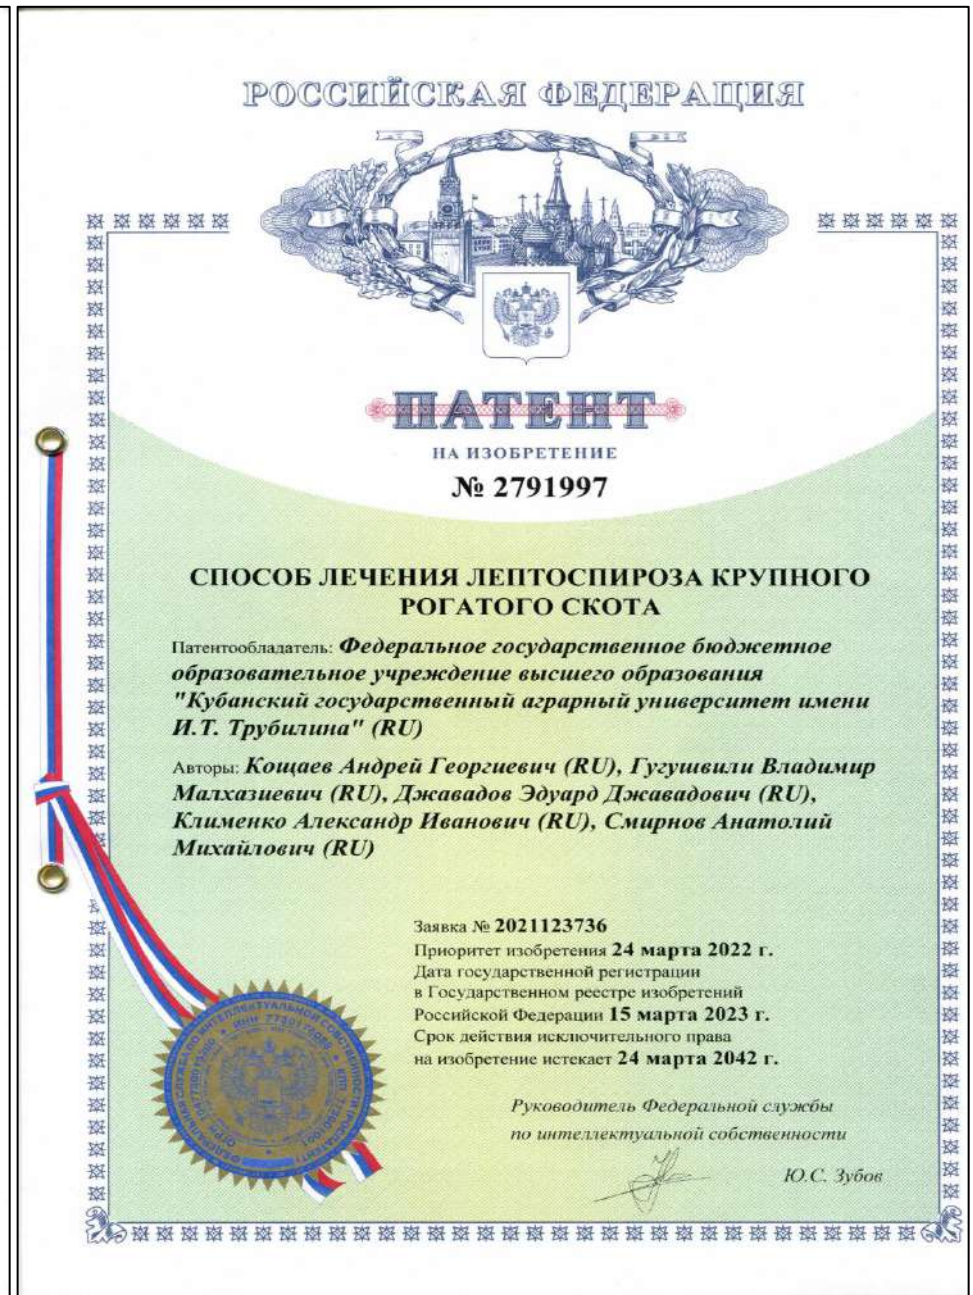 РОССИЙСКАЯ ФЕДЕРАЦИЯ
ПАТЕНТ
НА ИЗОБРЕТЕНИЕ
№ 2791997
СПОСОБ ЛЕЧЕНИЯ ЛЕПТОСПИРОЗА КРУПНОГО
РОГАТОГО СКОТА
Патентообладатель: Федеральное государственное бюджетное
образовательное учреждение высшего образования
"Кубанский государственный аграрный университет имени
И.Т. Трубилина" (RU)
Авторы: Кощаев Андрей Георгиевич (RU), Гугушвили Владимир
Малхазиевич (RU), Джавадов Эдуард Джавадович (RU),
Клименко Александр Иванович (RU), Смирнов Анатолий
Михайлович (RU)
Заявка № 2021123736
Приоритет изобретения 24 марта 2022 г.
Дата государственной регистрации
в Государственном реестре изобретений
Российской Федерации 15 марта 2023 г.
Срок действия исключительного права
на изобретение истекает 24 марта 2042 г.
Руководитель Федеральной службы
по интеллектуальной собственности
Ю.С. Зубов